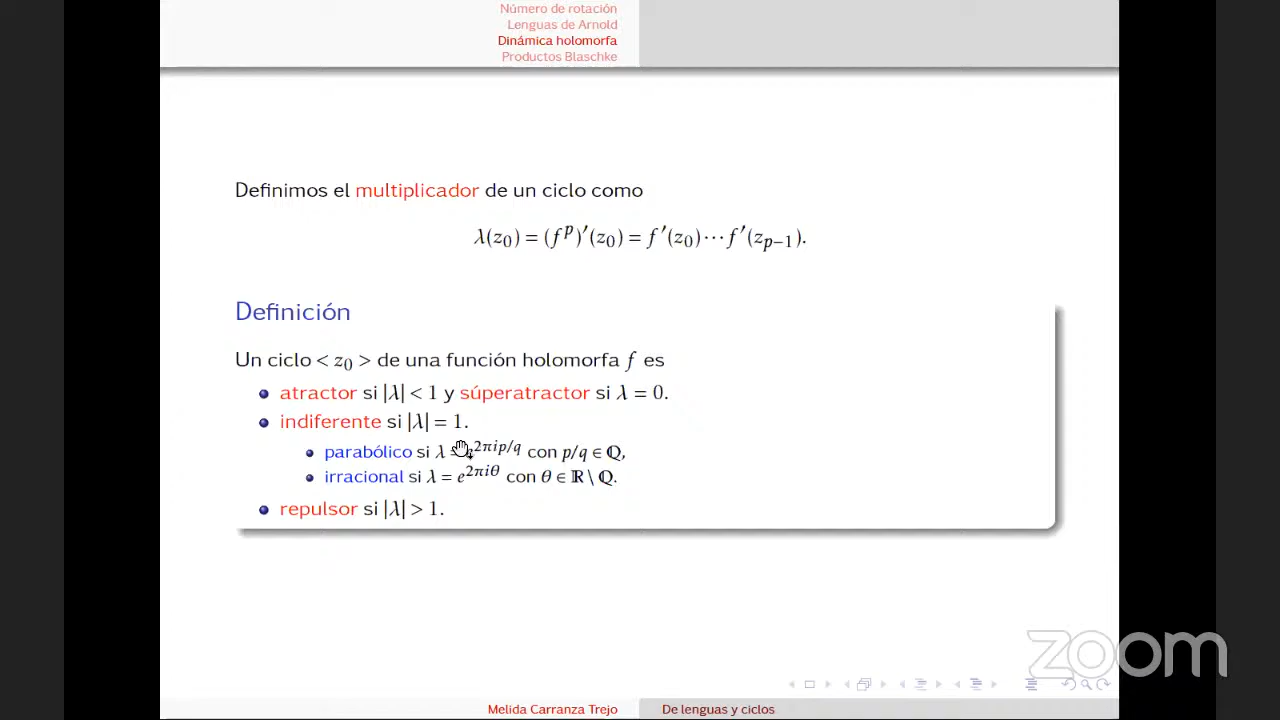 Número de rotación
Lenguas de Arnold
Dinámica holomorfa
Productos Blaschke
Definimos el multiplicador de un ciclo como
λ(z₀) = (fᵖ)′(z₀) = f′(z₀)⋯f′(zₚ₋₁).
Definición
Un ciclo < z₀ > de una función holomorfa f es
atractor si |λ| < 1 y súperatractor si λ = 0.
indiferente si |λ| = 1.
parabólico si λ = e^{2πip/q} con p/q ∈ ℚ,
irracional si λ = e^{2πiθ} con θ ∈ ℝ \ ℚ.
repulsor si |λ| > 1.
zoom
Melida Carranza Trejo
De lenguas y ciclos